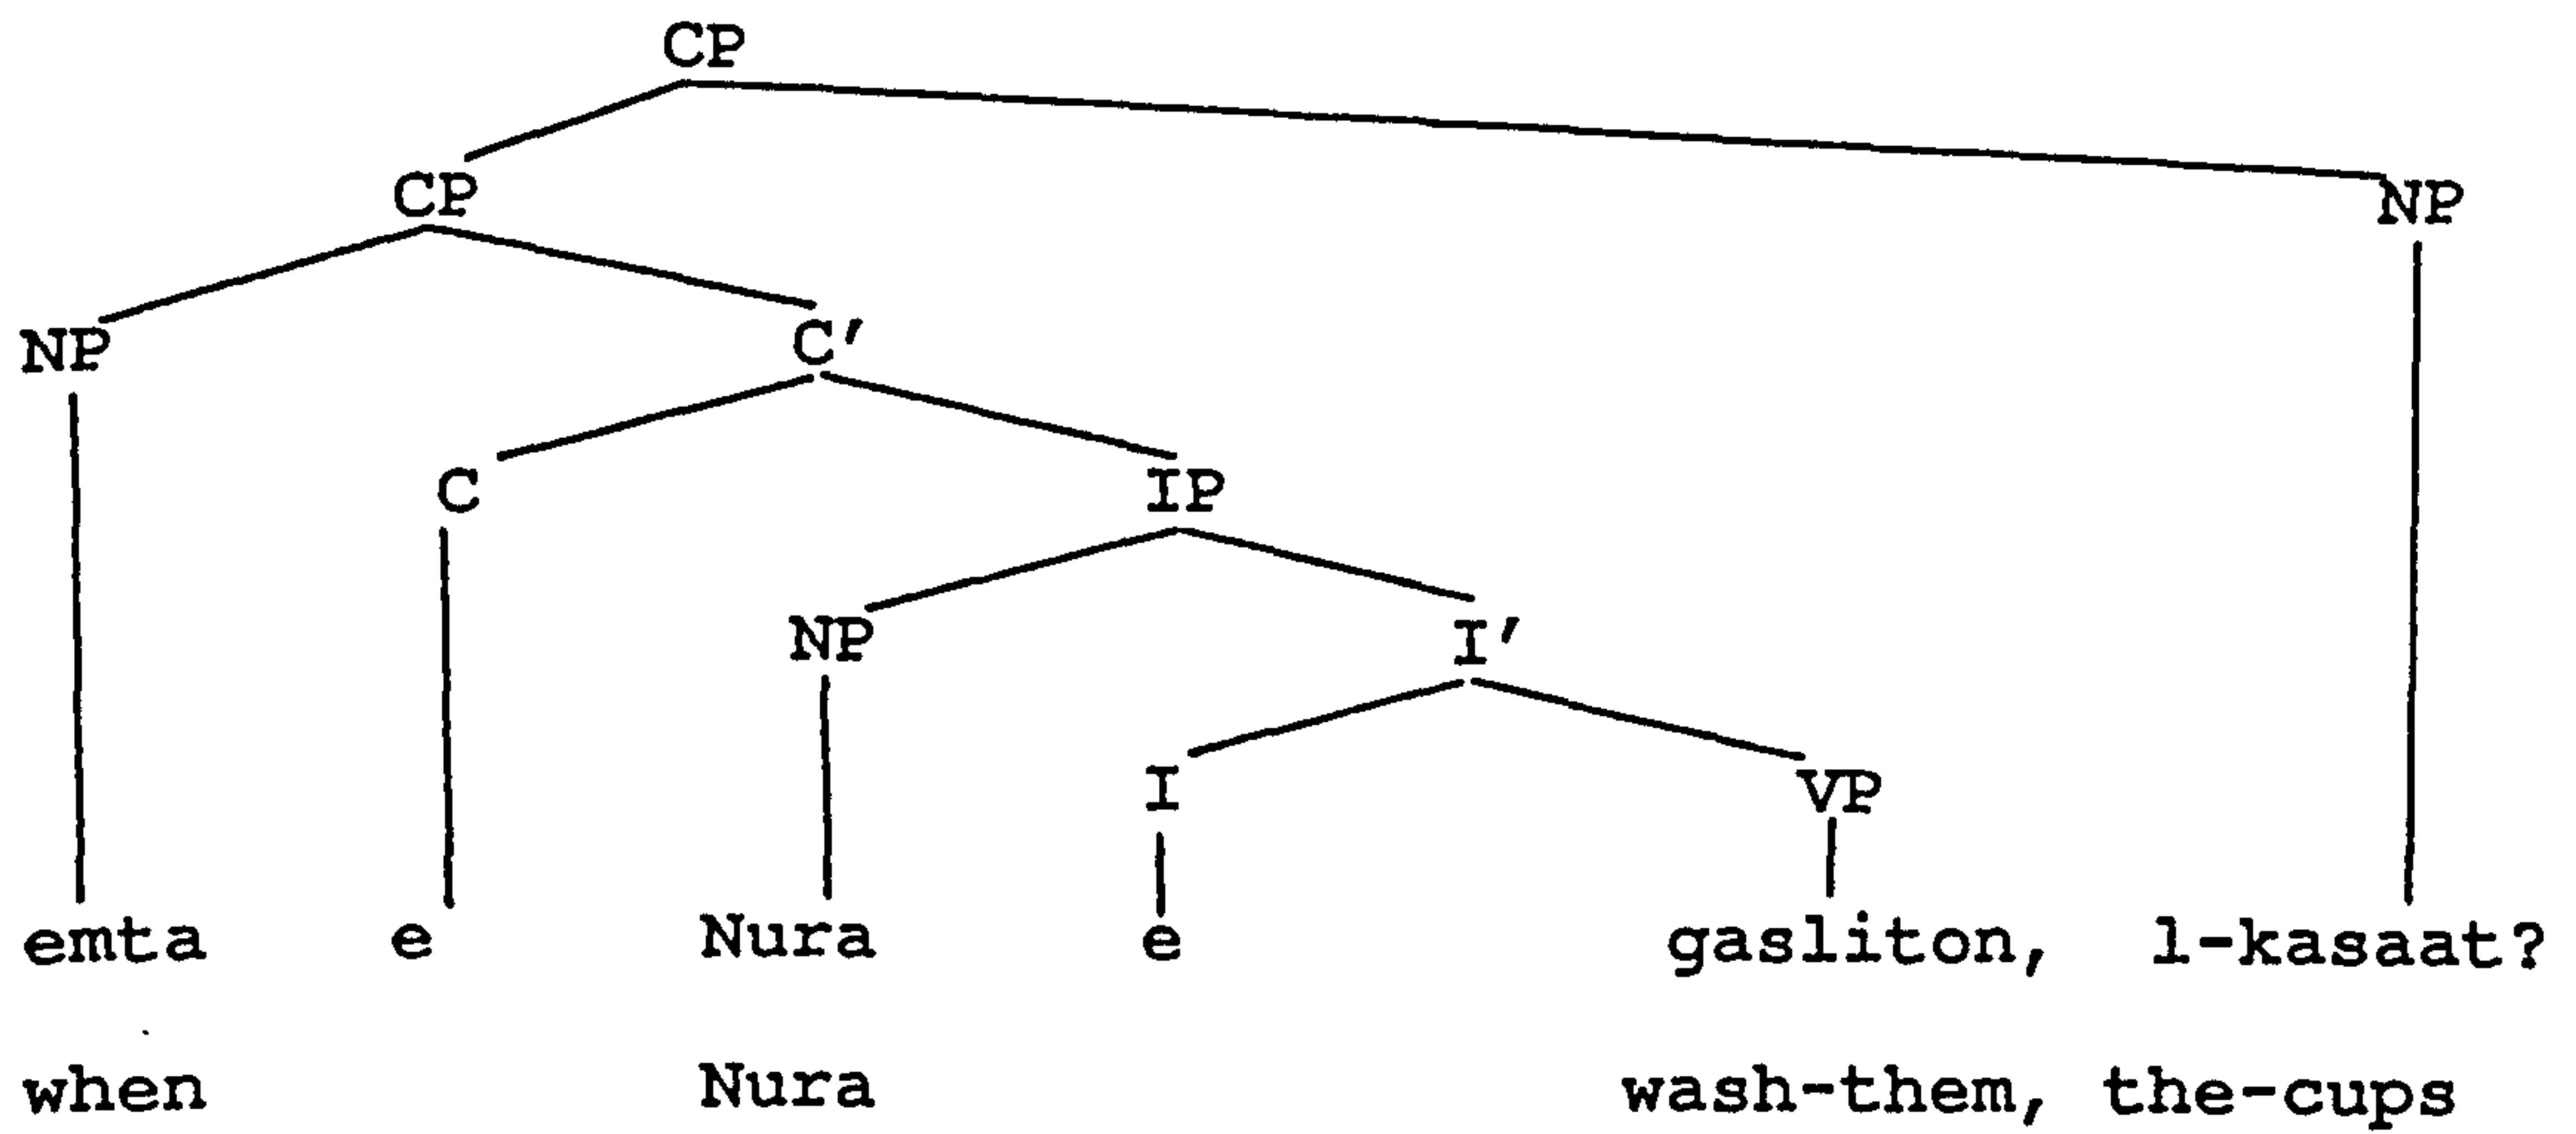 CP
CP NP
NP C'
C IP
NP I'
I VP
emta e Nura e gasliton, l-kasaat?
when Nura wash-them, the-cups